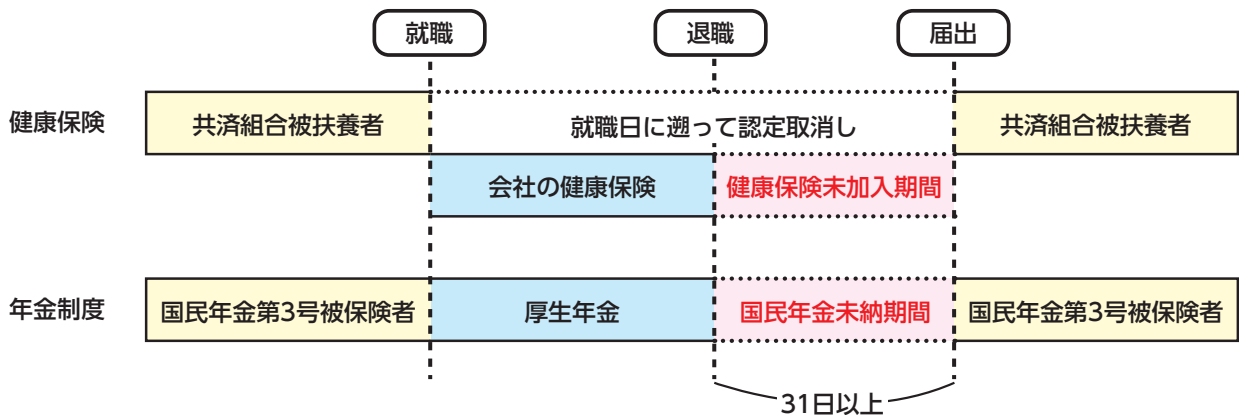 就職
退職
届出
健康保険
共済組合被扶養者
就職日に遡って認定取消し
共済組合被扶養者
会社の健康保険
健康保険未加入期間
年金制度
国民年金第3号被保険者
厚生年金
国民年金未納期間
国民年金第3号被保険者
31日以上